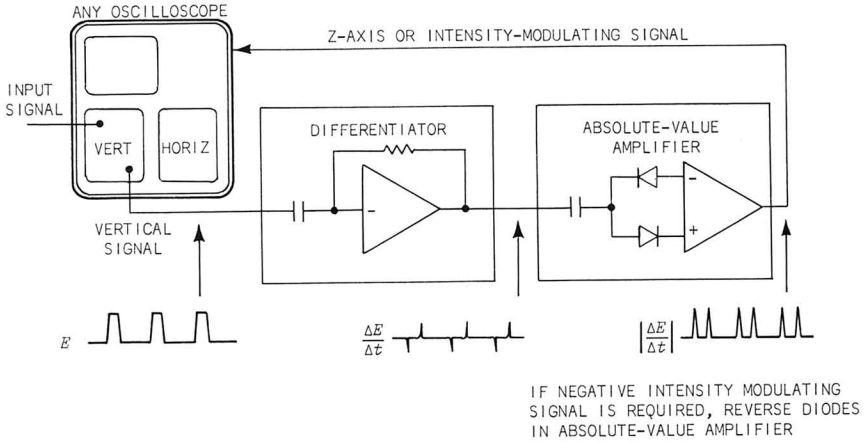 ANY OSCILLOSCOPE
Z-AXIS OR INTENSITY-MODULATING SIGNAL
INPUT
SIGNAL
VERT
HORIZ
DIFFERENTIATOR
-
ABSOLUTE-VALUE
AMPLIFIER
-
+
VERTICAL
SIGNAL
E
ΔE
Δt
|ΔE
Δt|
IF NEGATIVE INTENSITY MODULATING
SIGNAL IS REQUIRED, REVERSE DIODES
IN ABSOLUTE-VALUE AMPLIFIER